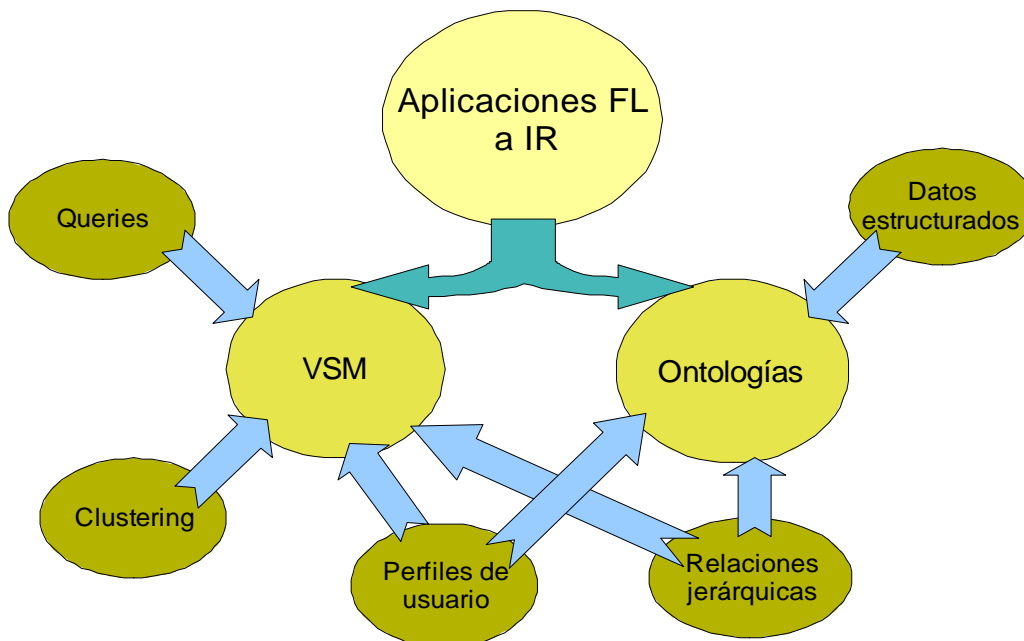 Aplicaciones FL
a IR
Queries
Datos
estructurados
VSM
Ontologías
Clustering
Perfiles de
usuario
Relaciones
jerárquicas